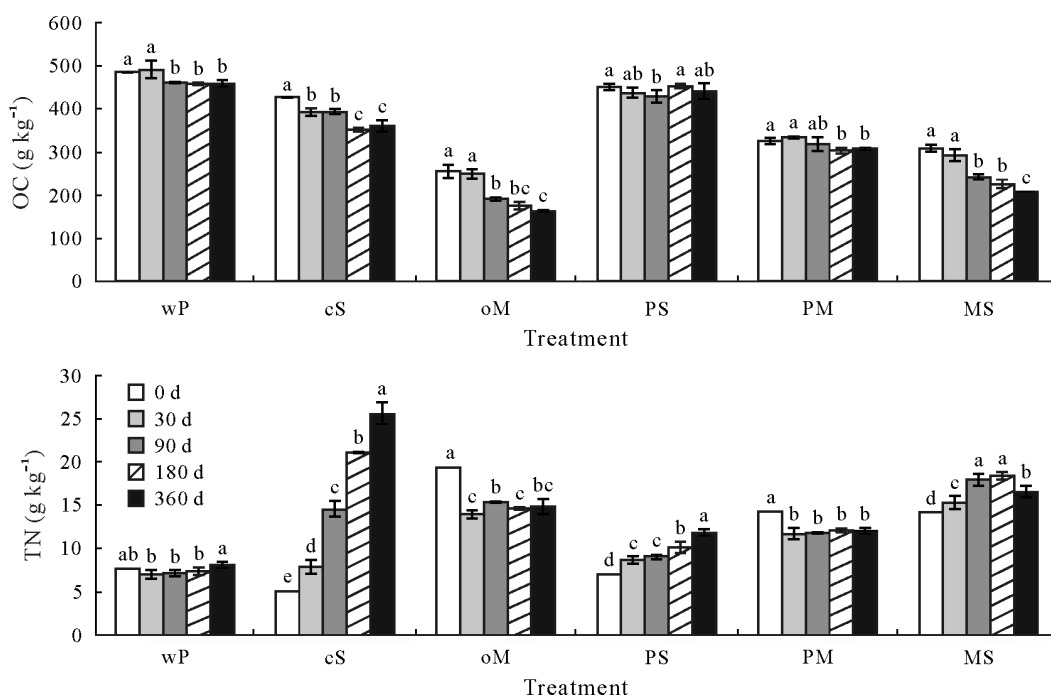 600
500
400
300
200
100
0
OC (g kg⁻¹)
a a b b b
a b b c c
a a b bc c
a ab b a ab
a a ab b b
a a b b c
wP cS oM PS PM MS
Treatment
30
25
20
15
10
5
0
TN (g kg⁻¹)
0 d
30 d
90 d
180 d
360 d
ab b b b a
e d c b a
a c b c bc
d c c b a
a b b b b
d c a a b
wP cS oM PS PM MS
Treatment